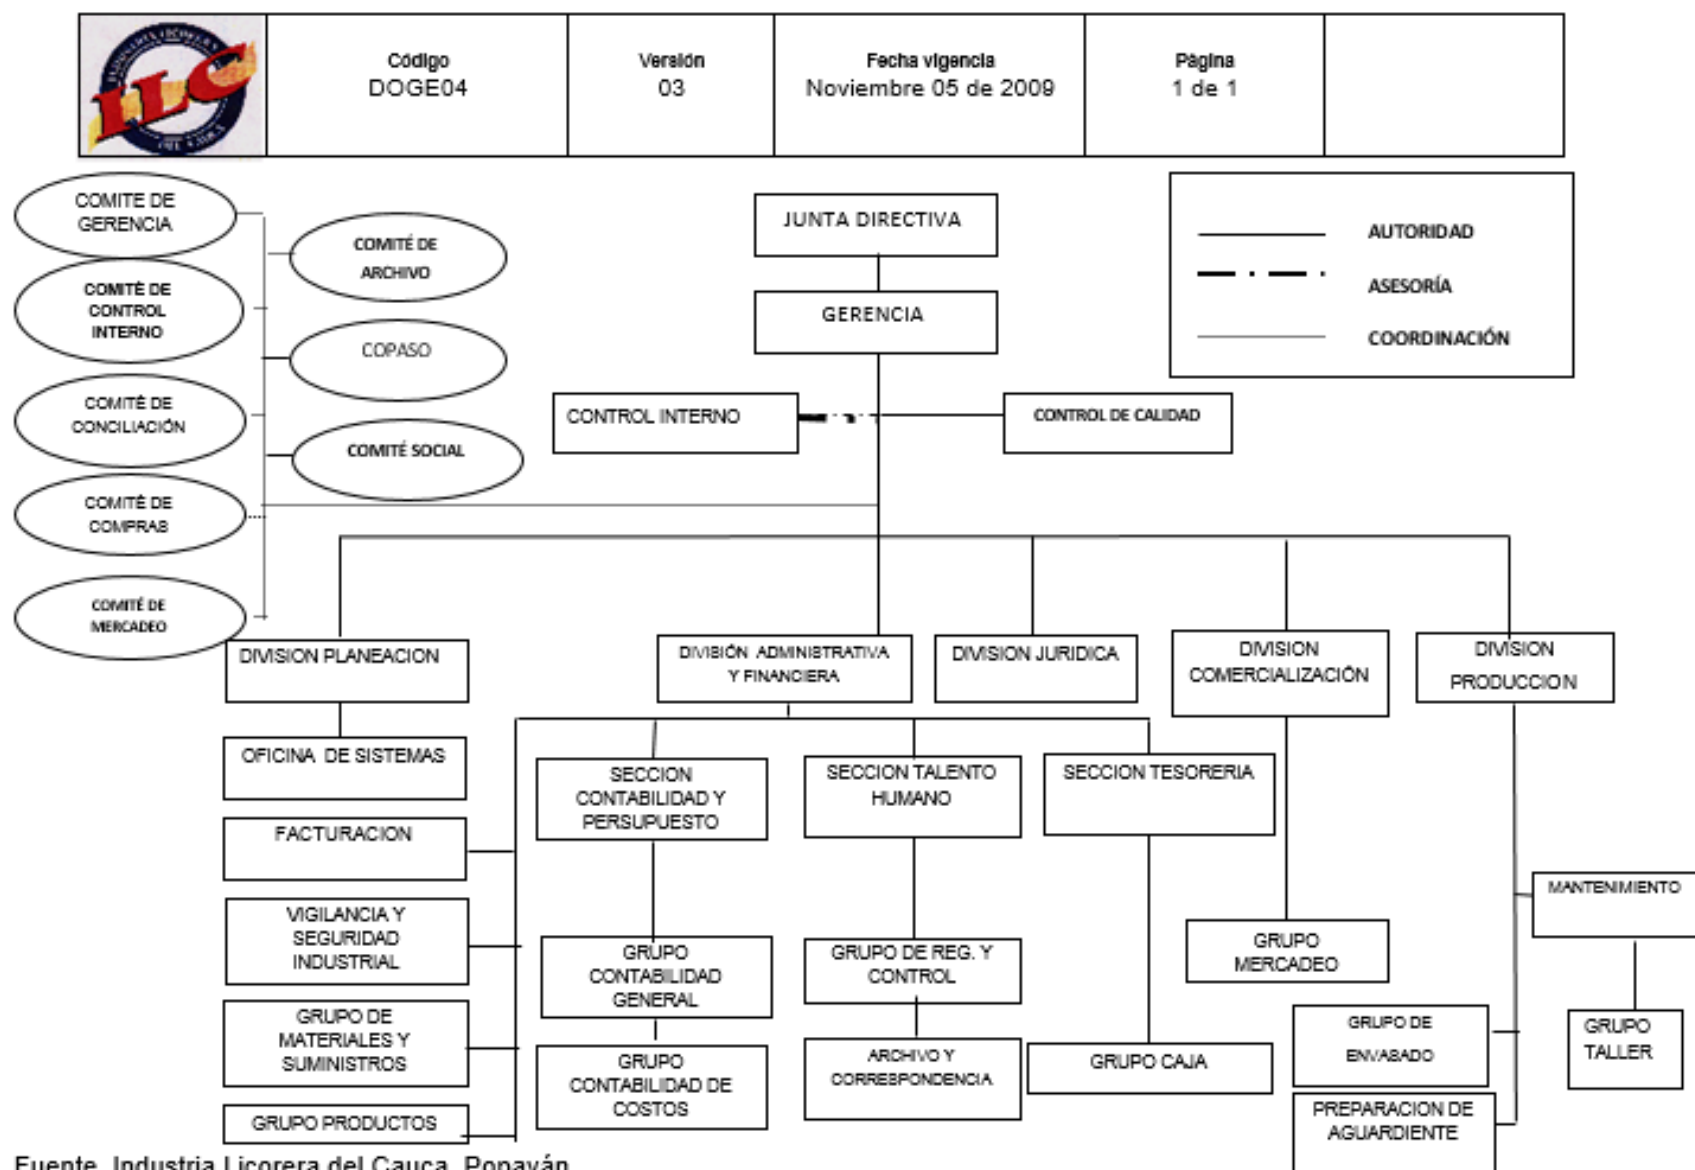 INDUSTRIA LICORERA
ILC
DEL CAUCA
Código
DOGE04
Versión
03
Fecha vigencia
Noviembre 05 de 2009
Página
1 de 1
COMITE DE
GERENCIA
COMITÉ DE
CONTROL
INTERNO
COMITÉ DE
CONCILIACIÓN
COMITÉ DE
COMPRAS
COMITÉ DE
MERCADEO
COMITÉ DE
ARCHIVO
COPASO
COMITÉ SOCIAL
JUNTA DIRECTIVA
GERENCIA
CONTROL INTERNO
CONTROL DE CALIDAD
AUTORIDAD
ASESORÍA
COORDINACIÓN
DIVISION PLANEACION
DIVISIÓN ADMINISTRATIVA
Y FINANCIERA
DIVISION JURIDICA
DIVISION
COMERCIALIZACIÓN
DIVISION
PRODUCCION
OFICINA DE SISTEMAS
FACTURACION
VIGILANCIA Y
SEGURIDAD
INDUSTRIAL
GRUPO DE
MATERIALES Y
SUMINISTROS
GRUPO PRODUCTOS
SECCION
CONTABILIDAD Y
PERSUPUESTO
GRUPO
CONTABILIDAD
GENERAL
GRUPO
CONTABILIDAD DE
COSTOS
SECCION TALENTO
HUMANO
GRUPO DE REG. Y
CONTROL
ARCHIVO Y
CORRESPONDENCIA
SECCION TESORERIA
GRUPO CAJA
GRUPO
MERCADEO
MANTENIMIENTO
GRUPO
TALLER
GRUPO DE
ENVASADO
PREPARACION DE
AGUARDIENTE
Fuente. Industria Licorera del Cauca. Popayán